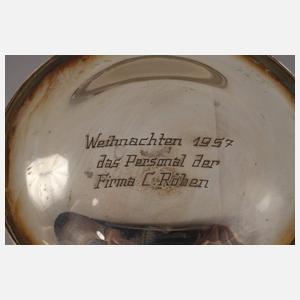 Weihnachten 1957
das Personal der
Firma C. Röben